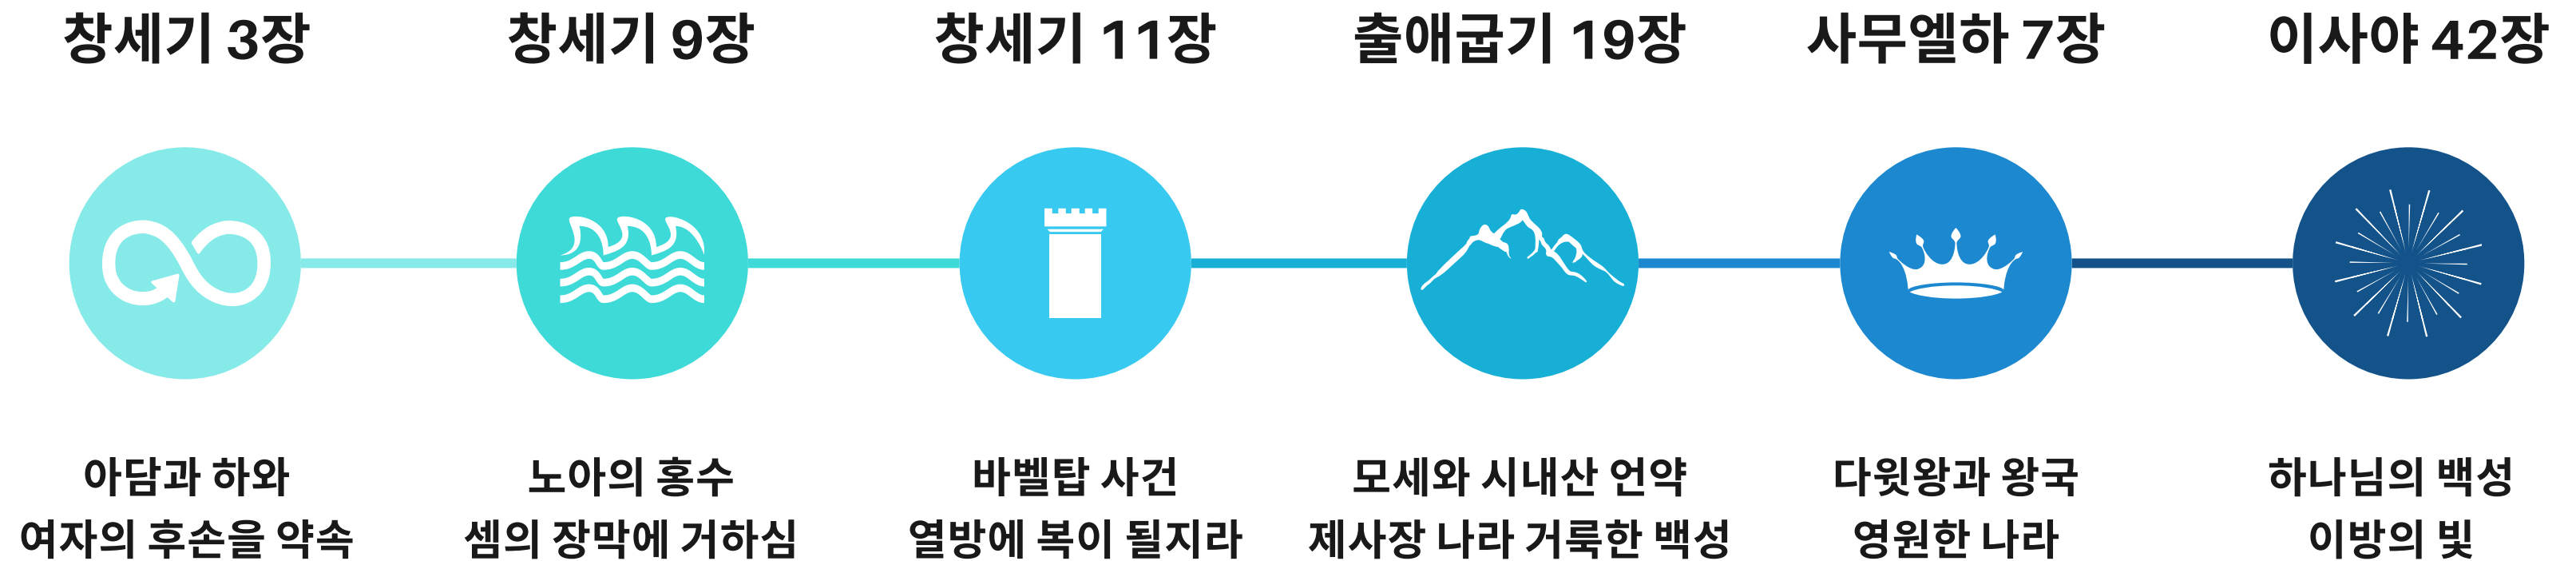 창세기 3장
아담과 하와
여자의 후손을 약속
창세기 9장
노아의 홍수
셈의 장막에 거하심
창세기 11장
바벨탑 사건
열방에 복이 될지라
출애굽기 19장
모세와 시내산 언약
제사장 나라 거룩한 백성
사무엘하 7장
다윗왕과 왕국
영원한 나라
이사야 42장
하나님의 백성
이방의 빛